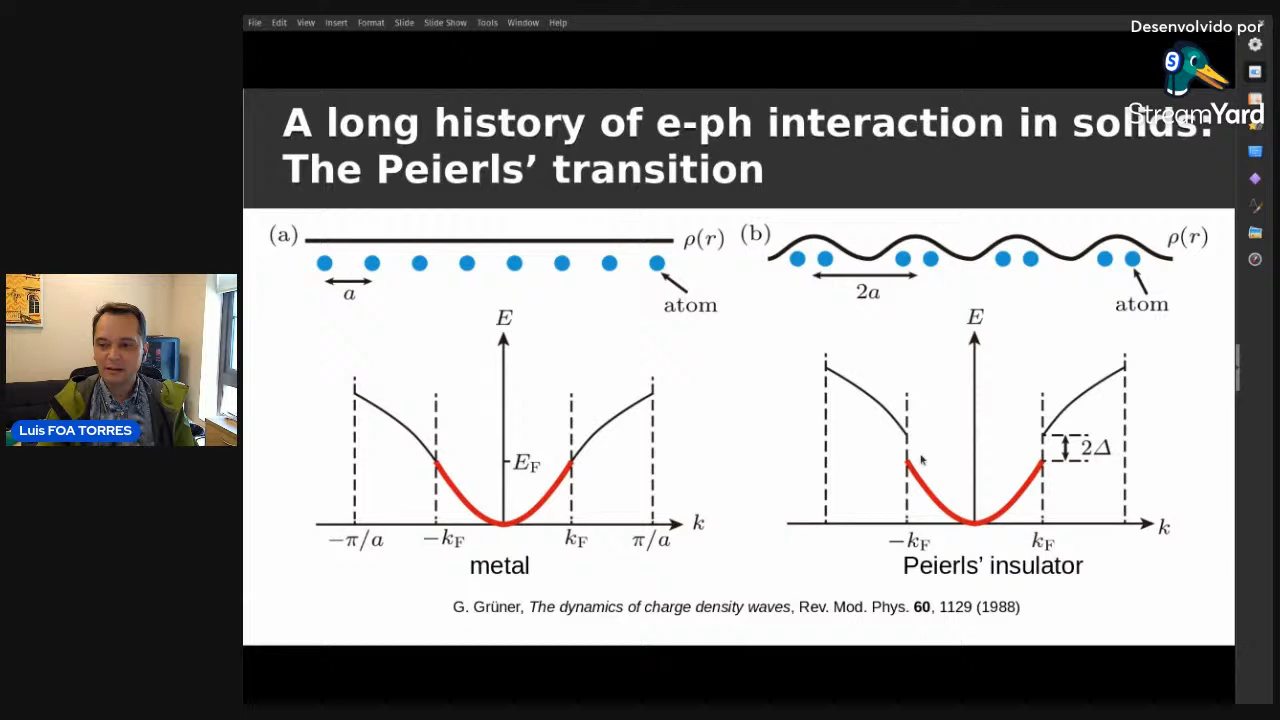 File Edit View Insert Format Slide Slide Show Tools Window Help
Desenvolvido por
S
StreamYard
A long history of e-ph interaction in solids:
The Peierls’ transition
(a) ρ(r)
a
atom
(b) ρ(r)
2a
atom
E
E_F
−π/a −k_F k_F π/a k
metal
E
2Δ
−k_F k_F k
Peierls’ insulator
G. Grüner, The dynamics of charge density waves, Rev. Mod. Phys. 60, 1129 (1988)
Luis FOA TORRES